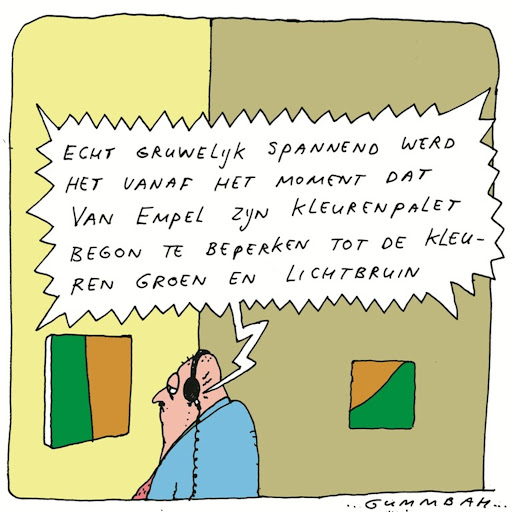 ECHT GRUWELIJK SPANNEND WERD
HET VANAF HET MOMENT DAT
VAN EMPEL ZIJN KLEURENPALET
BEGON TE BEPERKEN TOT DE KLEU-
REN GROEN EN LICHTBRUIN
..GUMMBAH...